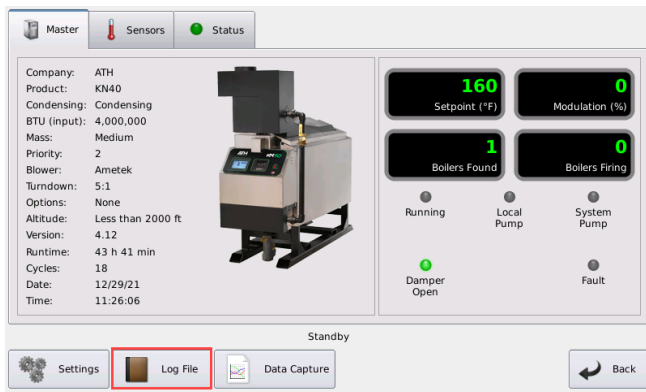 Master
Sensors
Status
Company: ATH
Product: KN40
Condensing: Condensing
BTU (input): 4,000,000
Mass: Medium
Priority: 2
Blower: Ametek
Turndown: 5:1
Options: None
Altitude: Less than 2000 ft
Version: 4.12
Runtime: 43 h 41 min
Cycles: 18
Date: 12/29/21
Time: 11:26:06
ATH
160
Setpoint (°F)
0
Modulation (%)
1
Boilers Found
0
Boilers Firing
Running
Local
Pump
System
Pump
Damper
Open
Fault
Standby
Settings
Log File
Data Capture
Back